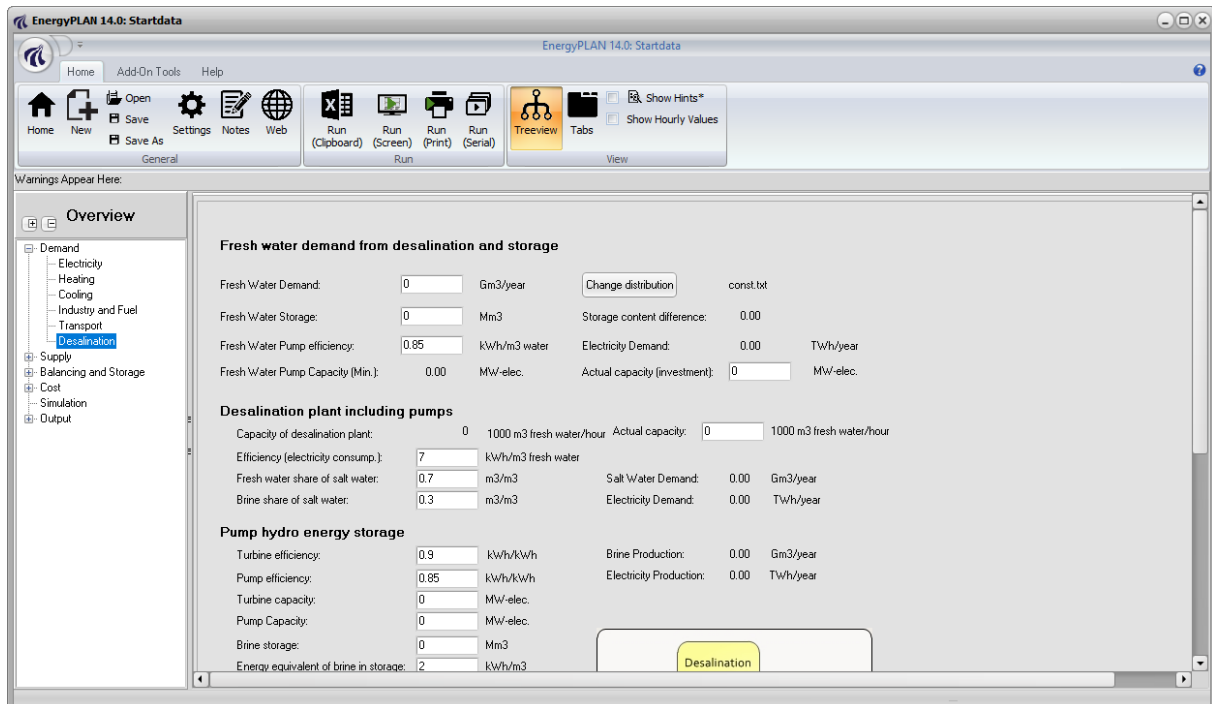 EnergyPLAN 14.0: Startdata
EnergyPLAN 14.0: Startdata
Home Add-On Tools Help
Home New Open Save Save As Settings Notes Web
General
Run (Clipboard) Run (Screen) Run (Print) Run (Serial)
Run
Treeview Tabs Show Hints* Show Hourly Values
View
Warnings Appear Here:
Overview
Demand
Electricity
Heating
Cooling
Industry and Fuel
Transport
Desalination
Supply
Balancing and Storage
Cost
Simulation
Output
Fresh water demand from desalination and storage
Fresh Water Demand: 0 Gm3/year Change distribution const.txt
Fresh Water Storage: 0 Mm3 Storage content difference: 0.00
Fresh Water Pump efficiency: 0.85 kWh/m3 water Electricity Demand: 0.00 TWh/year
Fresh Water Pump Capacity (Min.): 0.00 MW-elec. Actual capacity (investment): 0 MW-elec.
Desalination plant including pumps
Capacity of desalination plant: 0 1000 m3 fresh water/hour Actual capacity: 0 1000 m3 fresh water/hour
Efficiency (electricity consump.): 7 kWh/m3 fresh water
Fresh water share of salt water: 0.7 m3/m3 Salt Water Demand: 0.00 Gm3/year
Brine share of salt water: 0.3 m3/m3 Electricity Demand: 0.00 TWh/year
Pump hydro energy storage
Turbine efficiency: 0.9 kWh/kWh Brine Production: 0.00 Gm3/year
Pump efficiency: 0.85 kWh/kWh Electricity Production: 0.00 TWh/year
Turbine capacity: 0 MW-elec.
Pump Capacity: 0 MW-elec.
Brine storage: 0 Mm3
Energy equivalent of brine in storage: 2 kWh/m3
Desalination